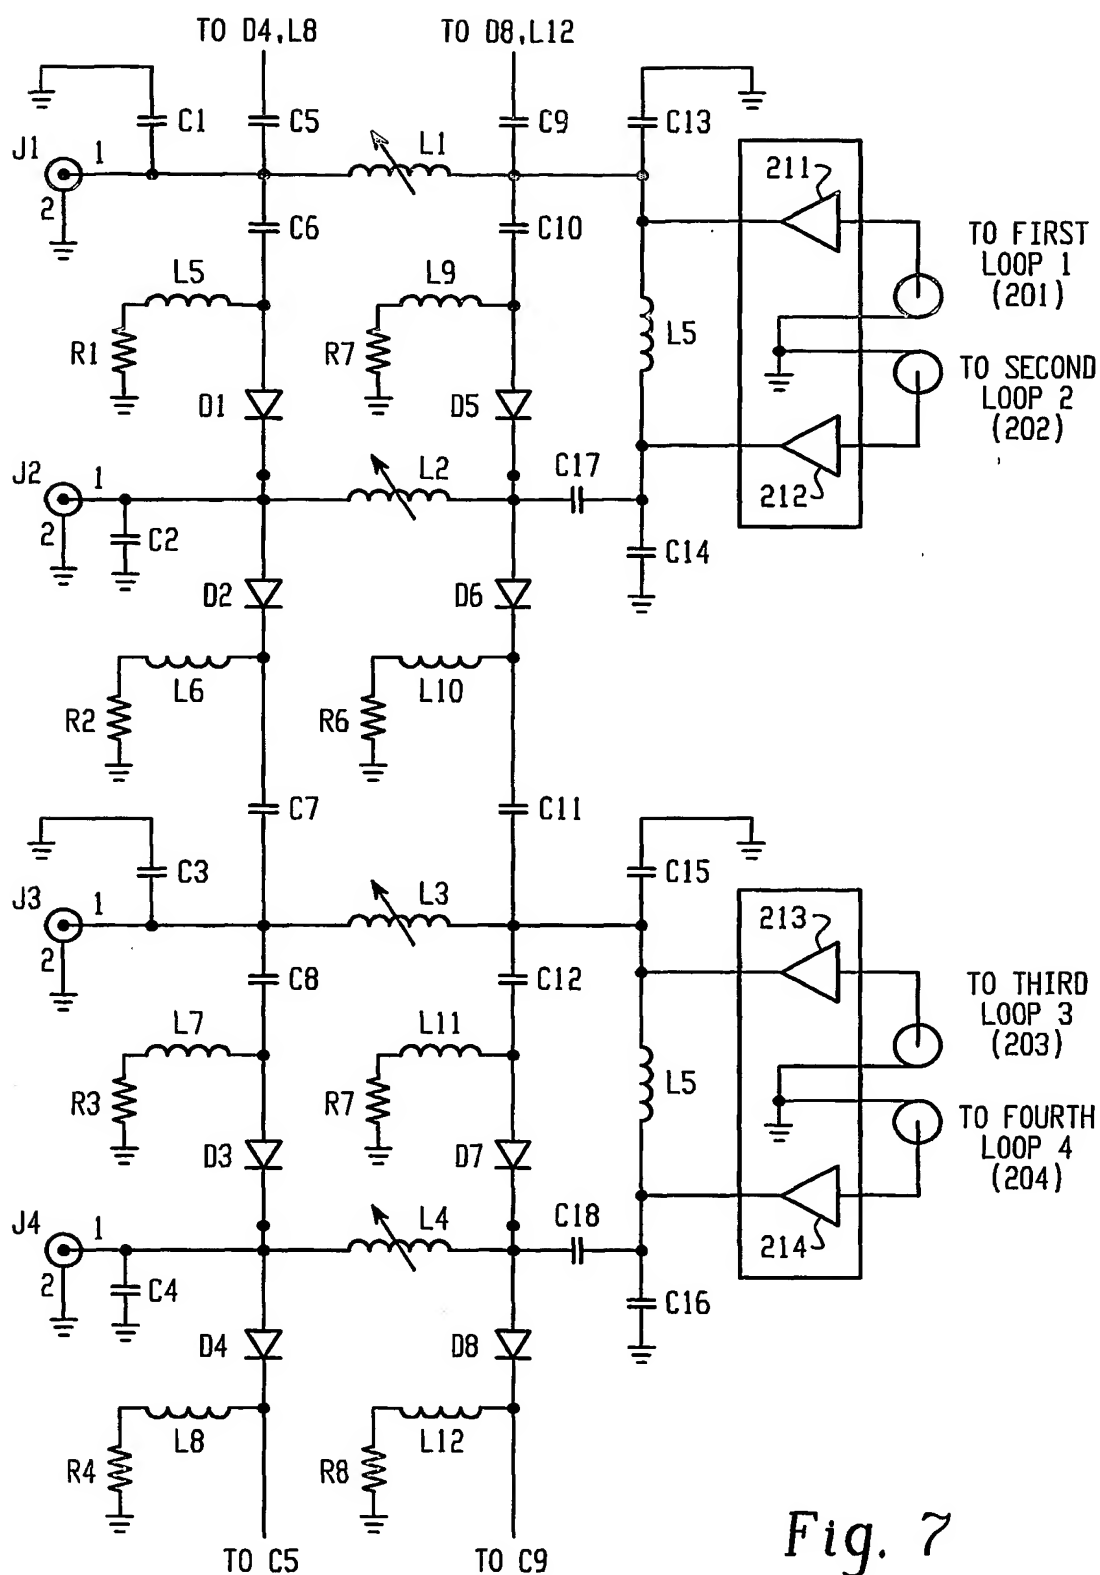 TO D4,L8 TO D8,L12
C1 C5 C9 C13
J1 1 L1
2
C6 C10
211
TO FIRST
LOOP 1
(201)
L5 L9
R1 R7 L5
TO SECOND
LOOP 2
(202)
D1 D5
J2 1 L2 C17
212
2 C2 C14
D2 D6
L6 L10
R2 R6
C7 C11
C3 C15
J3 1 L3
213
2
C8 C12
TO THIRD
LOOP 3
(203)
L7 L11
R3 R7 L5
TO FOURTH
LOOP 4
(204)
D3 D7
J4 1 L4 C18
214
2 C4 C16
D4 D8
L8 L12
R4 R8
TO C5 TO C9
Fig. 7